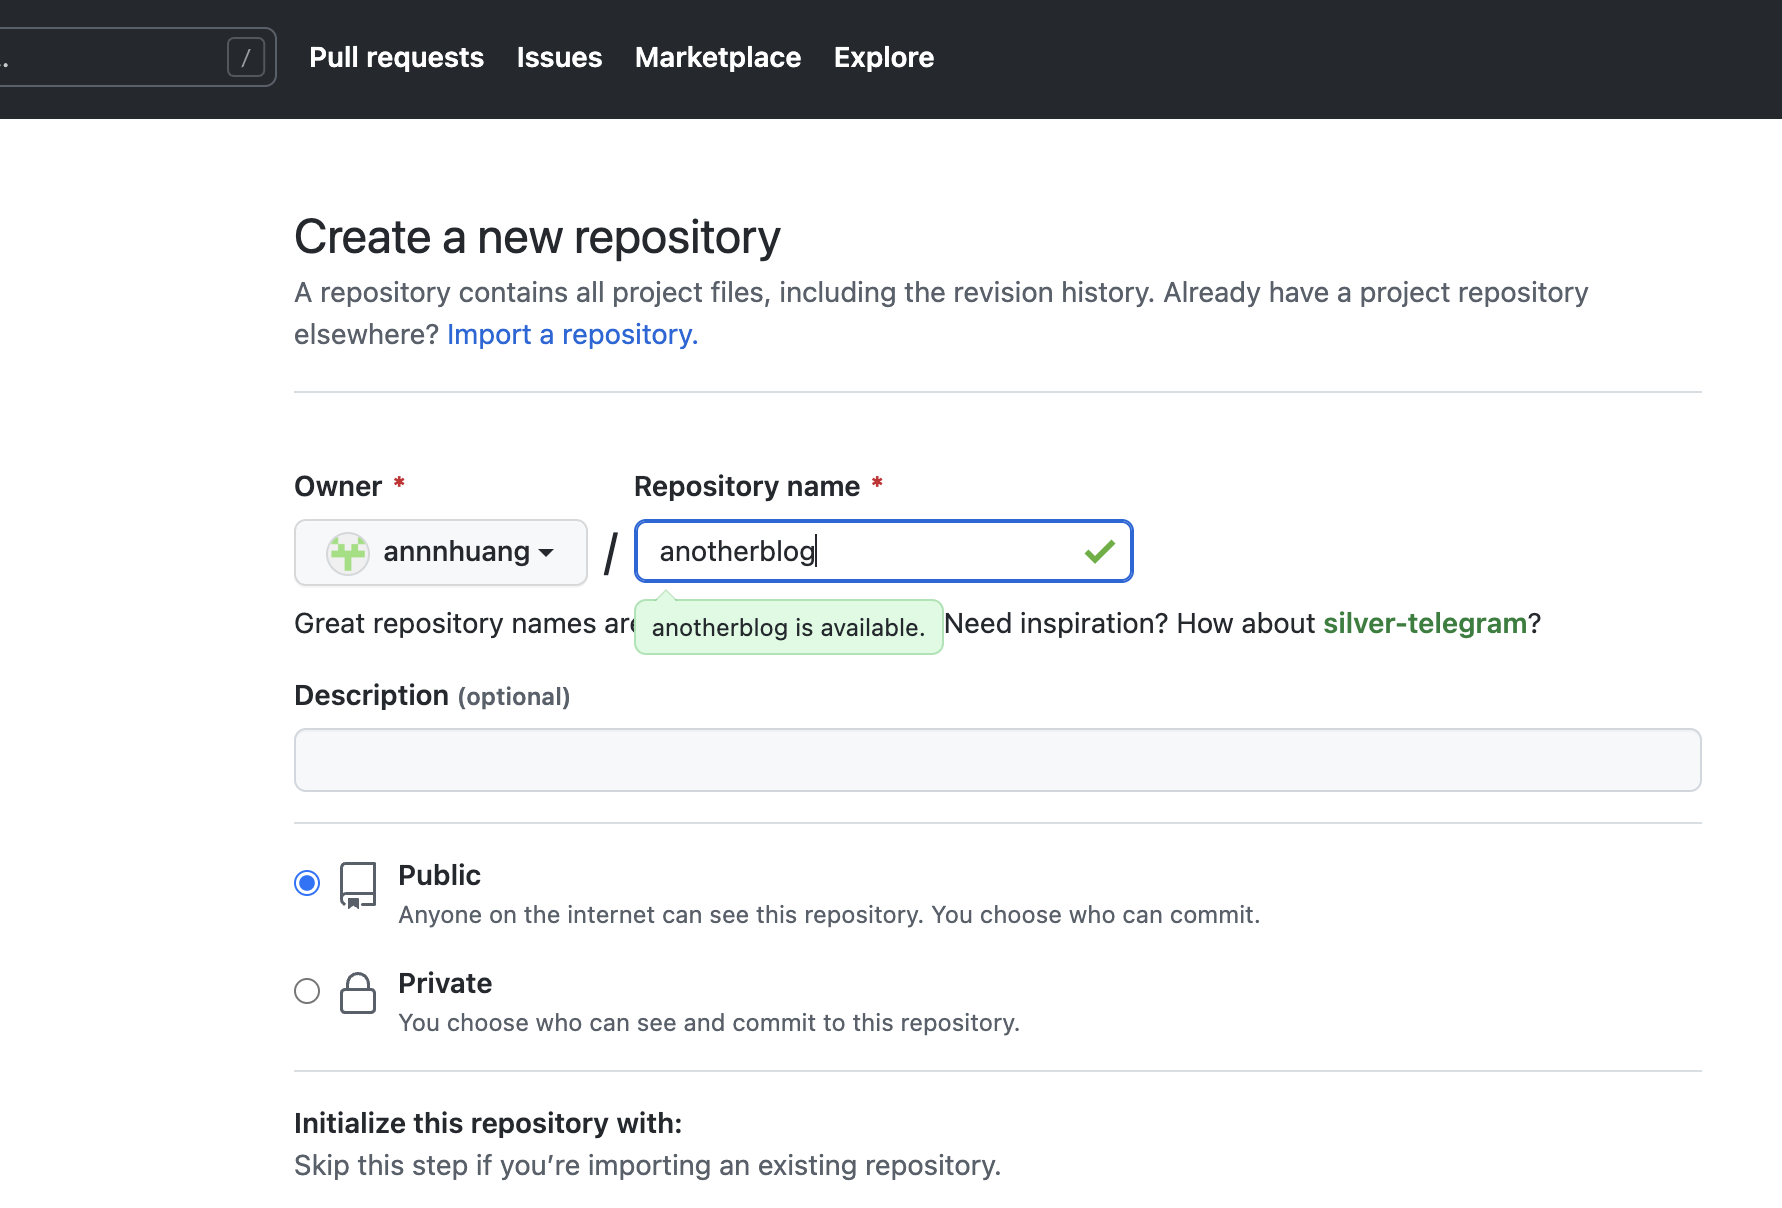 ..
/
Pull requests Issues Marketplace Explore
Create a new repository
A repository contains all project files, including the revision history. Already have a project repository
elsewhere? Import a repository.
Owner * Repository name *
annnhuang / anotherblog
Great repository names are anotherblog is available. Need inspiration? How about silver-telegram?
Description (optional)
Public
Anyone on the internet can see this repository. You choose who can commit.
Private
You choose who can see and commit to this repository.
Initialize this repository with:
Skip this step if you’re importing an existing repository.